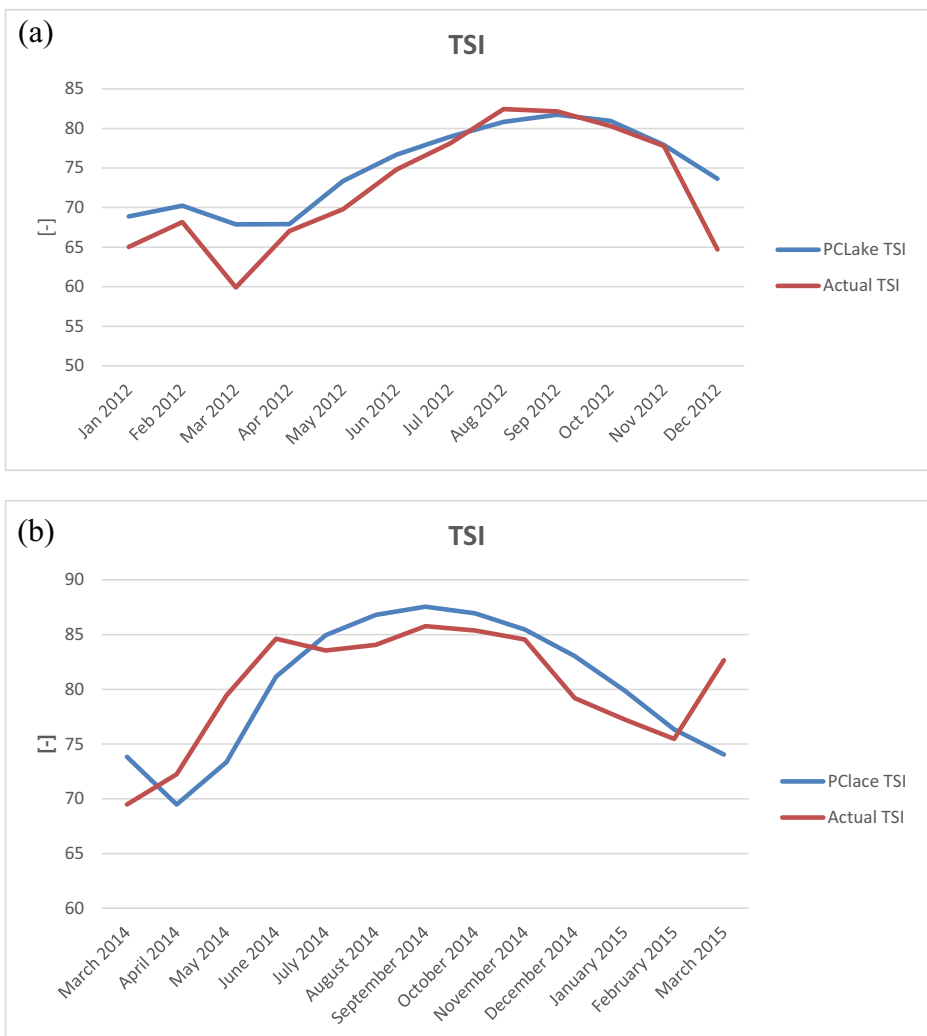 (a)
TSI
85
80
75
70
65
60
55
50
[-]
Jan 2012
Feb 2012
Mar 2012
Apr 2012
May 2012
Jun 2012
Jul 2012
Aug 2012
Sep 2012
Oct 2012
Nov 2012
Dec 2012
PCLake TSI
Actual TSI
(b)
TSI
90
85
80
75
70
65
60
[-]
March 2014
April 2014
May 2014
June 2014
July 2014
August 2014
September 2014
October 2014
November 2014
December 2014
January 2015
February 2015
March 2015
PClace TSI
Actual TSI